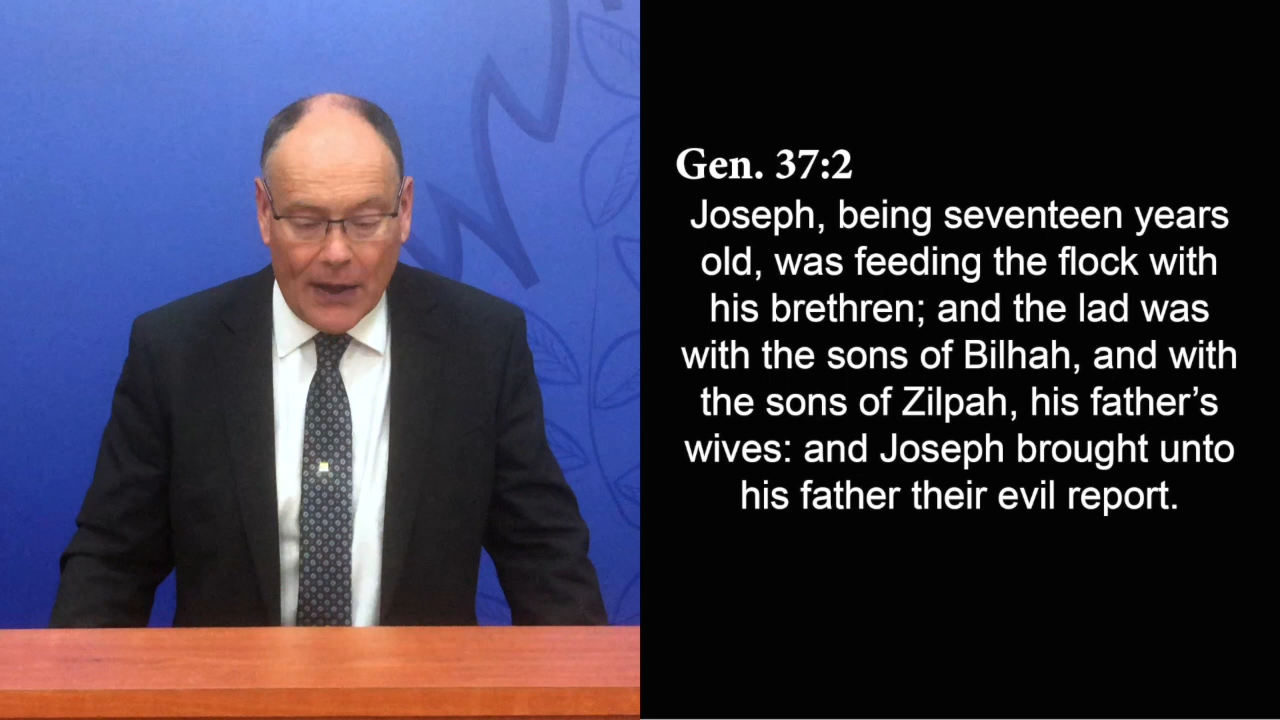 Gen. 37:2
Joseph, being seventeen years
old, was feeding the flock with
his brethren; and the lad was
with the sons of Bilhah, and with
the sons of Zilpah, his father’s
wives: and Joseph brought unto
his father their evil report.